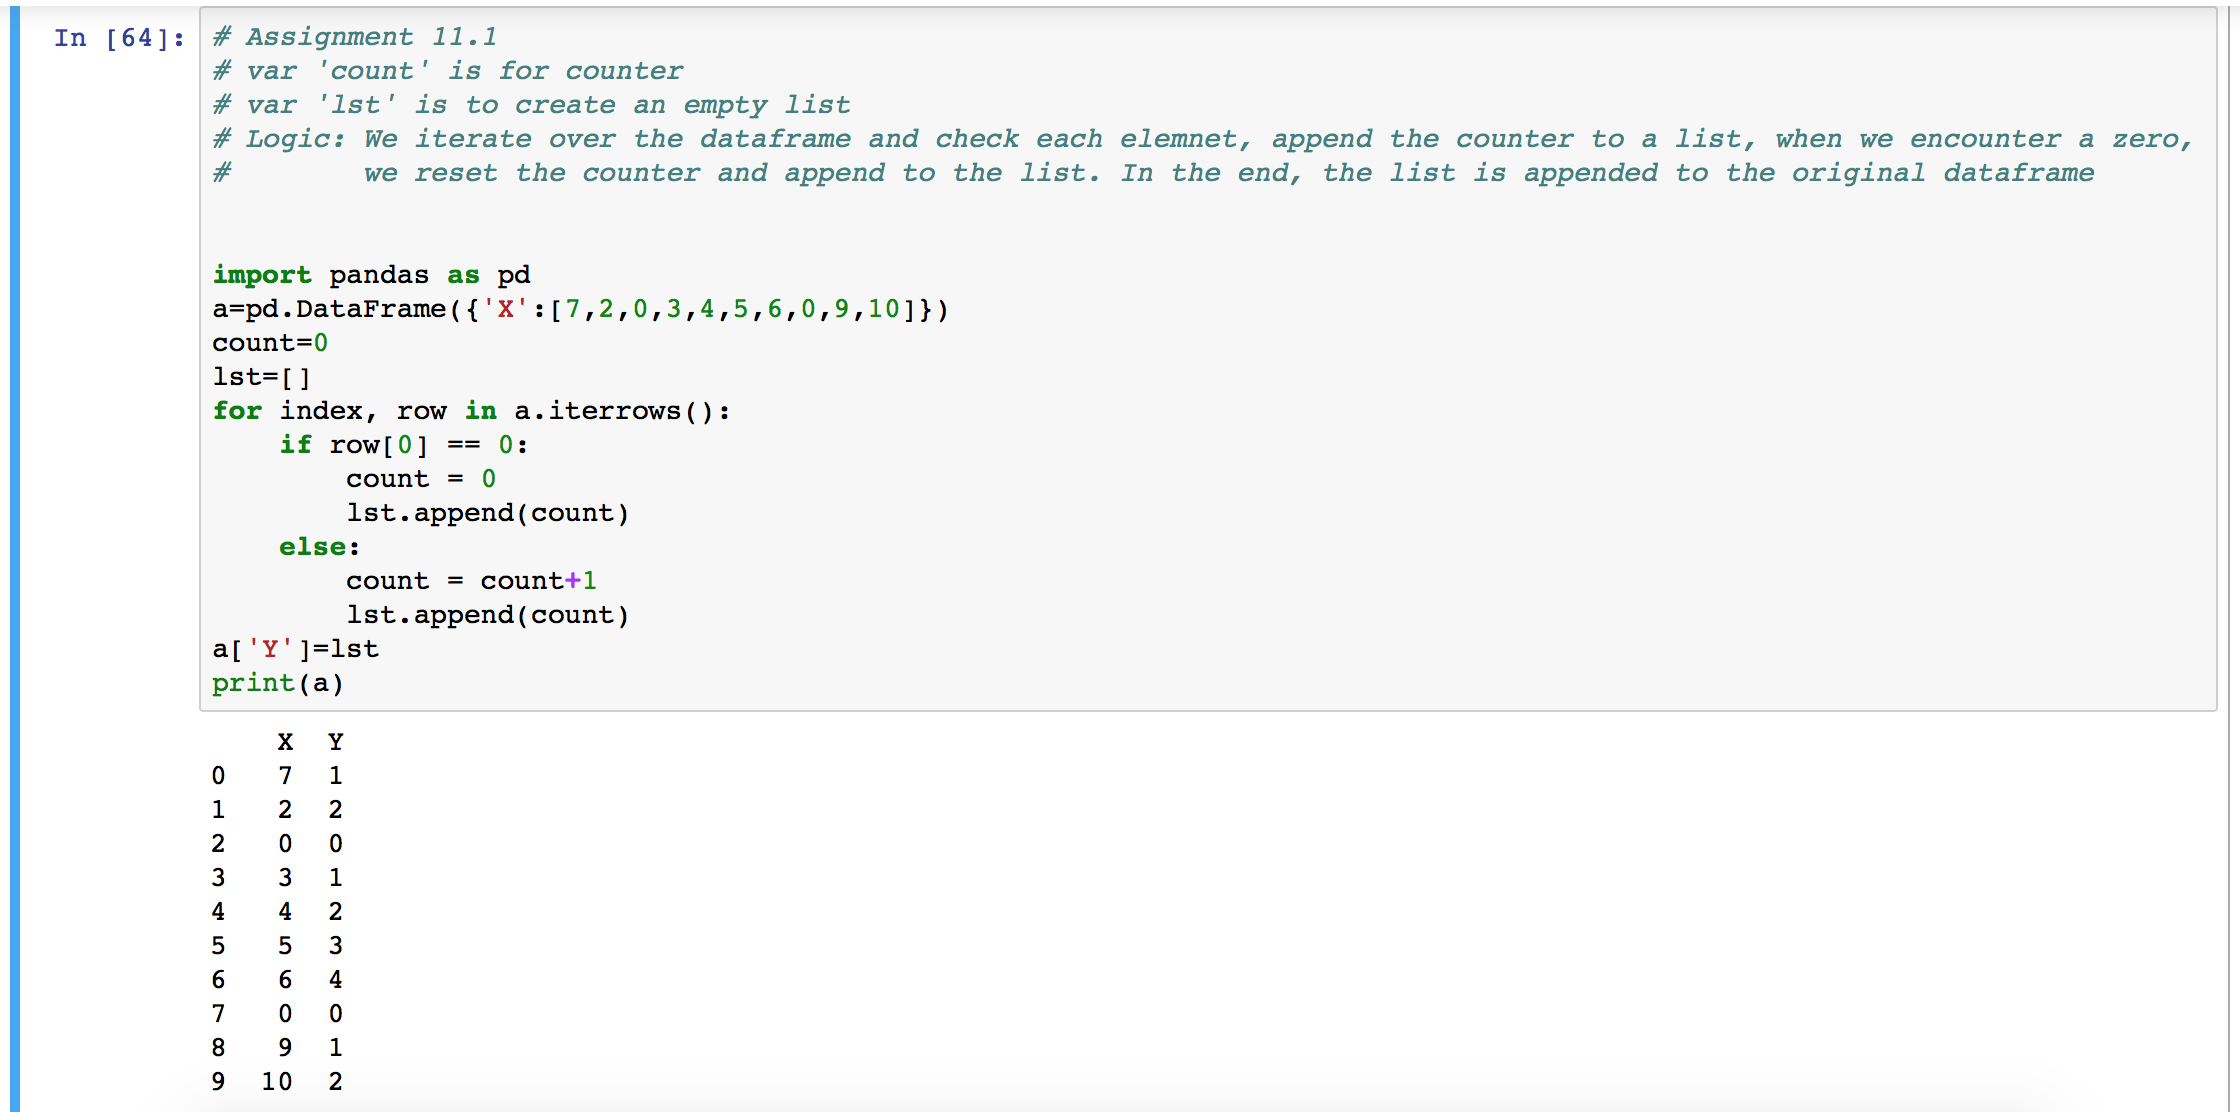 In [64]:
# Assignment 11.1
# var 'count' is for counter
# var 'lst' is to create an empty list
# Logic: We iterate over the dataframe and check each elemnet, append the counter to a list, when we encounter a zero,
#        we reset the counter and append to the list. In the end, the list is appended to the original dataframe
import pandas as pd
a=pd.DataFrame({'X':[7,2,0,3,4,5,6,0,9,10]})
count=0
lst=[]
for index, row in a.iterrows():
    if row[0] == 0:
        count = 0
        lst.append(count)
    else:
        count = count+1
        lst.append(count)
a['Y']=lst
print(a)
    X  Y
0   7  1
1   2  2
2   0  0
3   3  1
4   4  2
5   5  3
6   6  4
7   0  0
8   9  1
9  10  2